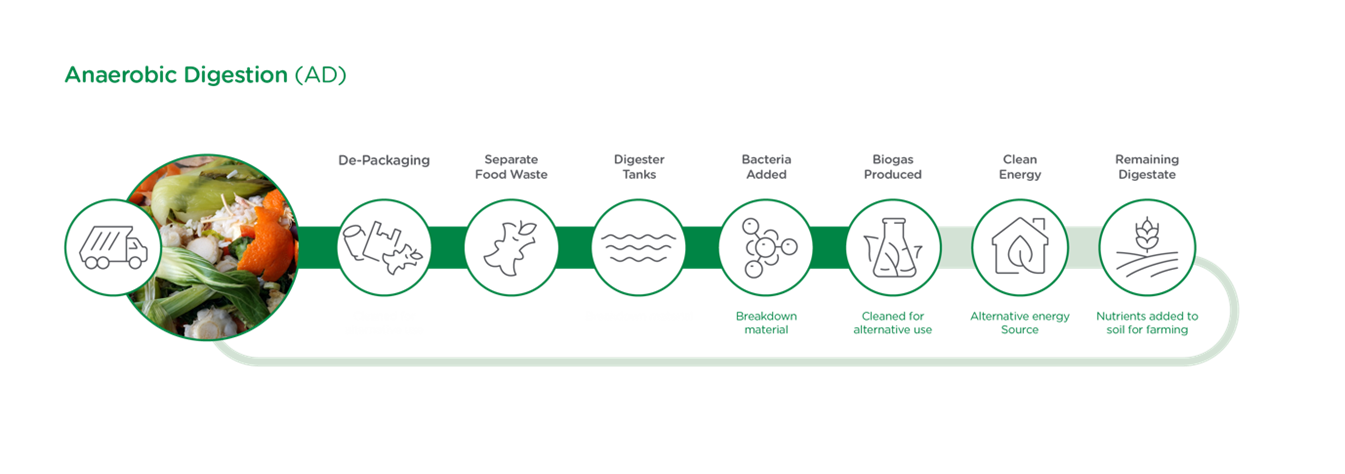 Anaerobic Digestion (AD)
De-Packaging
Separate
Food Waste
Digester
Tanks
Bacteria
Added
Biogas
Produced
Clean
Energy
Remaining
Digestate
Breakdown
material
Cleaned for
alternative use
Alternative energy
Source
Nutrients added to
soil for farming